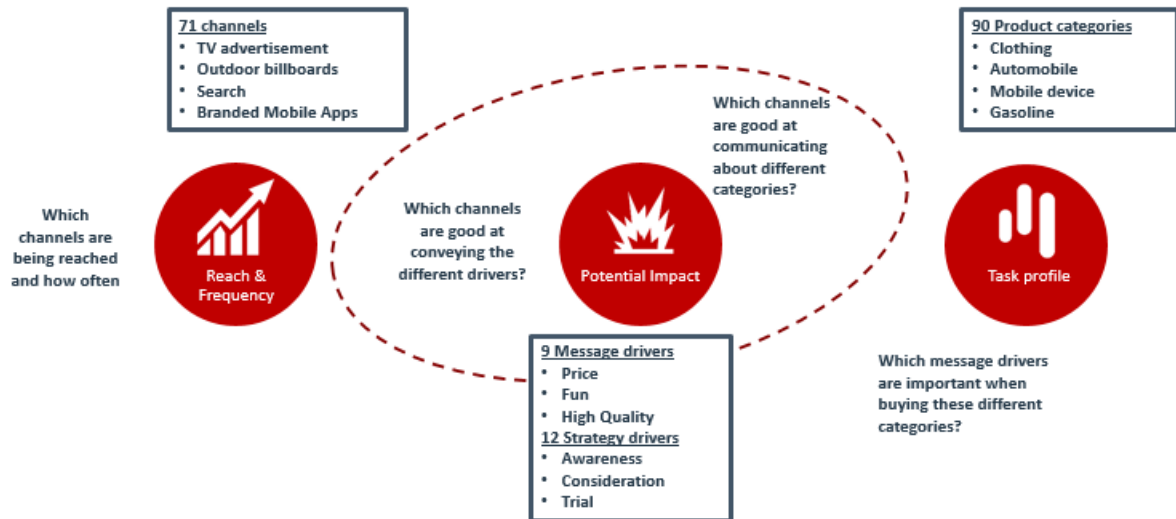 71 channels
• TV advertisement
• Outdoor billboards
• Search
• Branded Mobile Apps
90 Product categories
• Clothing
• Automobile
• Mobile device
• Gasoline
Which channels
are good at
communicating
about different
categories?
Which
channels are
being reached
and how often
Reach &
Frequency
Which channels
are good at
conveying the
different drivers?
Potential Impact
Task profile
9 Message drivers
• Price
• Fun
• High Quality
12 Strategy drivers
• Awareness
• Consideration
• Trial
Which message drivers
are important when
buying these different
categories?